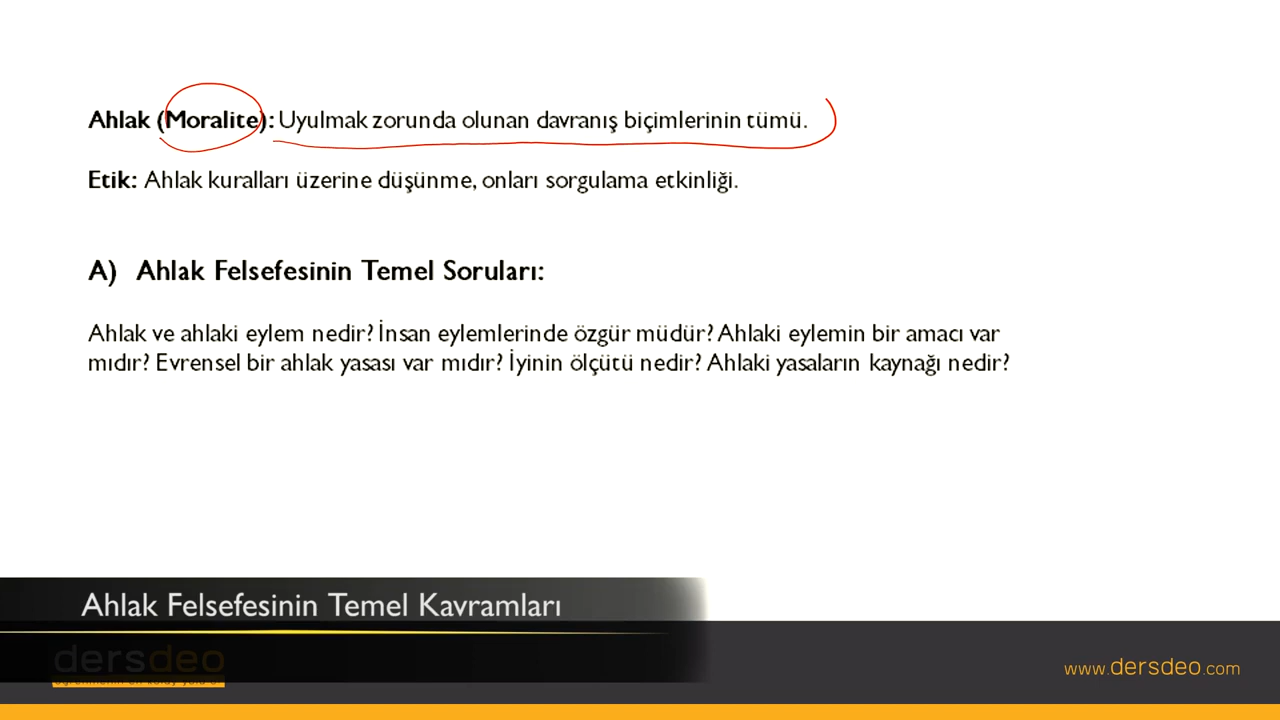 Ahlak (Moralite): Uyulmak zorunda olunan davranış biçimlerinin tümü.
Etik: Ahlak kuralları üzerine düşünme, onları sorgulama etkinliği.
A) Ahlak Felsefesinin Temel Soruları:
Ahlak ve ahlaki eylem nedir? İnsan eylemlerinde özgür müdür? Ahlaki eylemin bir amacı var
mıdır? Evrensel bir ahlak yasası var mıdır? İyinin ölçütü nedir? Ahlaki yasaların kaynağı nedir?
Ahlak Felsefesinin Temel Kavramları
dersdeo
www.dersdeo.com